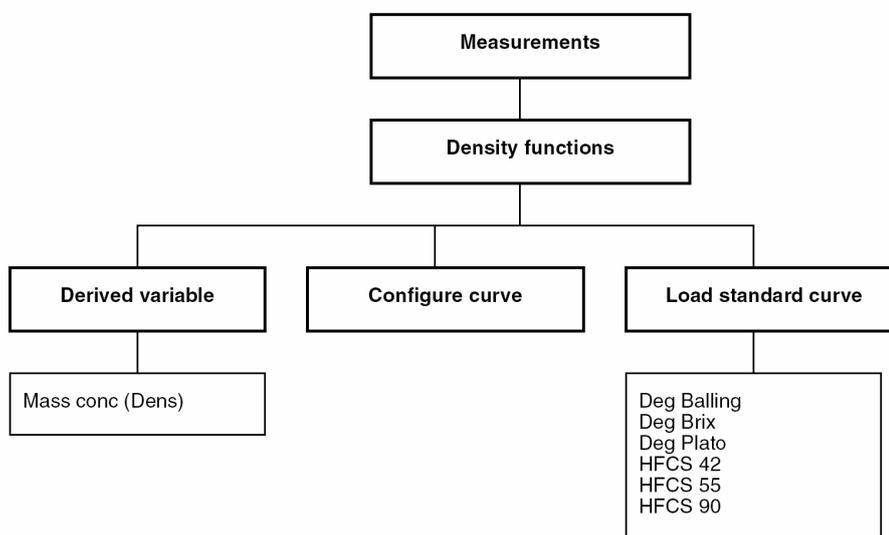 Measurements
Density functions
Derived variable
Configure curve
Load standard curve
Mass conc (Dens)
Deg Balling
Deg Brix
Deg Plato
HFCS 42
HFCS 55
HFCS 90